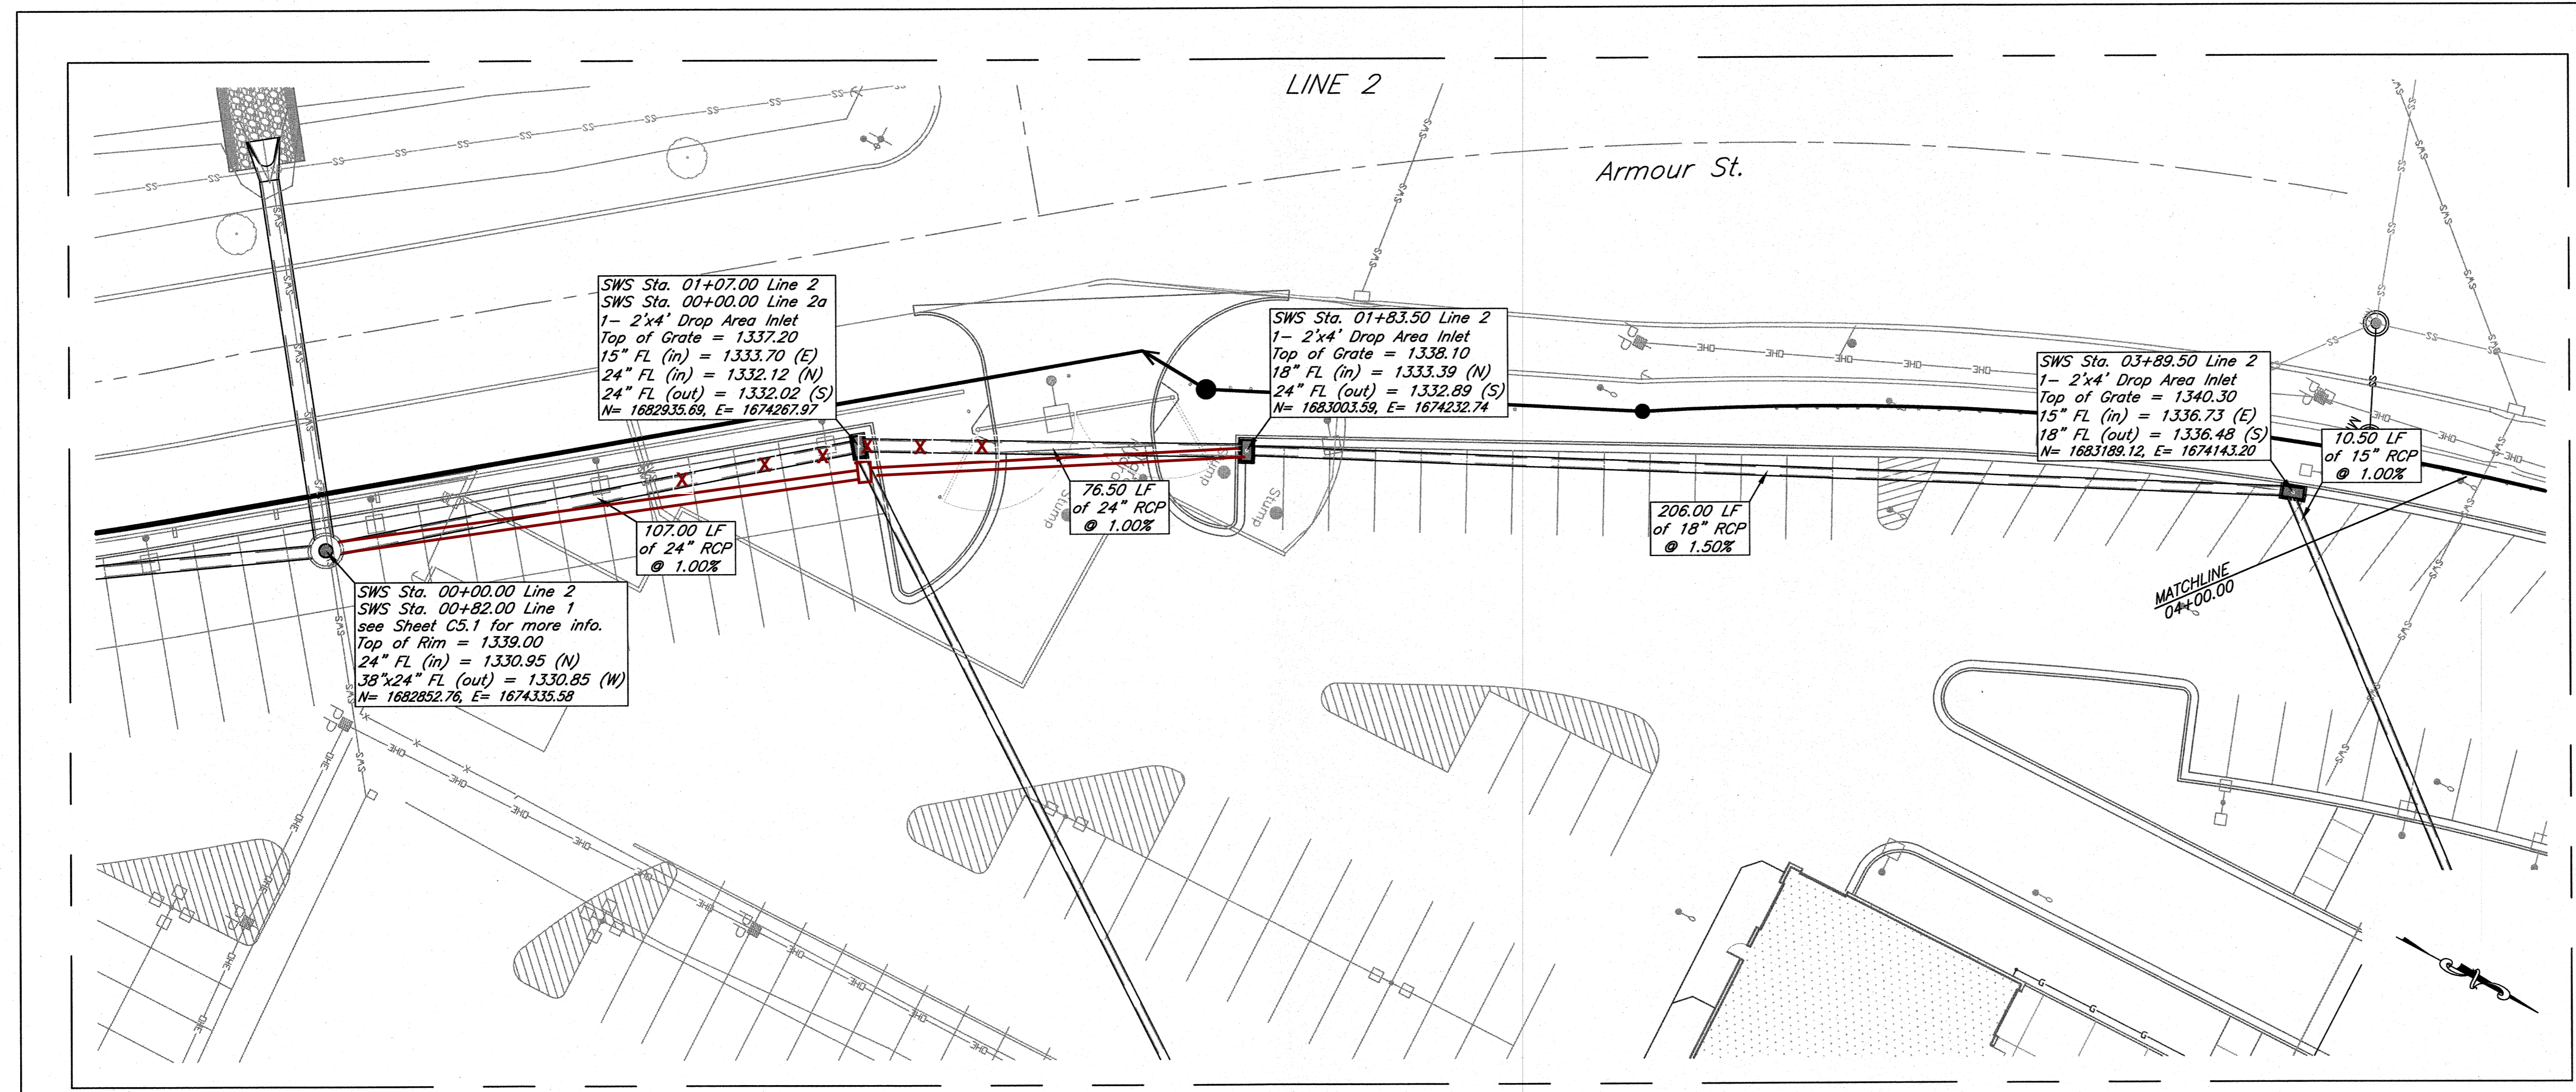 LINE 2
Armour St.
SWS Sta. 01+07.00 Line 2
SWS Sta. 00+00.00 Line 2a
1- 2'x4' Drop Area Inlet
Top of Grate = 1337.20
15" FL (in) = 1333.70 (E)
24" FL (in) = 1332.12 (N)
24" FL (out) = 1332.02 (S)
N= 1682935.69, E= 1674267.97
SWS Sta. 01+83.50 Line 2
1- 2'x4' Drop Area Inlet
Top of Grate = 1338.10
18" FL (in) = 1333.39 (N)
24" FL (out) = 1332.89 (S)
N= 1683003.59, E= 1674232.74
SWS Sta. 03+89.50 Line 2
1- 2'x4' Drop Area Inlet
Top of Grate = 1340.30
15" FL (in) = 1336.73 (E)
18" FL (out) = 1336.48 (S)
N= 1683189.12, E= 1674143.20
10.50 LF
of 15" RCP
@ 1.00%
76.50 LF
of 24" RCP
@ 1.00%
206.00 LF
of 18" RCP
@ 1.50%
107.00 LF
of 24" RCP
@ 1.00%
MATCHLINE
04+00.00
SWS Sta. 00+00.00 Line 2
SWS Sta. 00+82.00 Line 1
see Sheet C5.1 for more info.
Top of Rim = 1339.00
24" FL (in) = 1330.95 (N)
38"x24" FL (out) = 1330.85 (W)
N= 1682852.76, E= 1674335.58
X X X X X X
SS
SWS
OHE
Dump
Dump
Dump
G G G